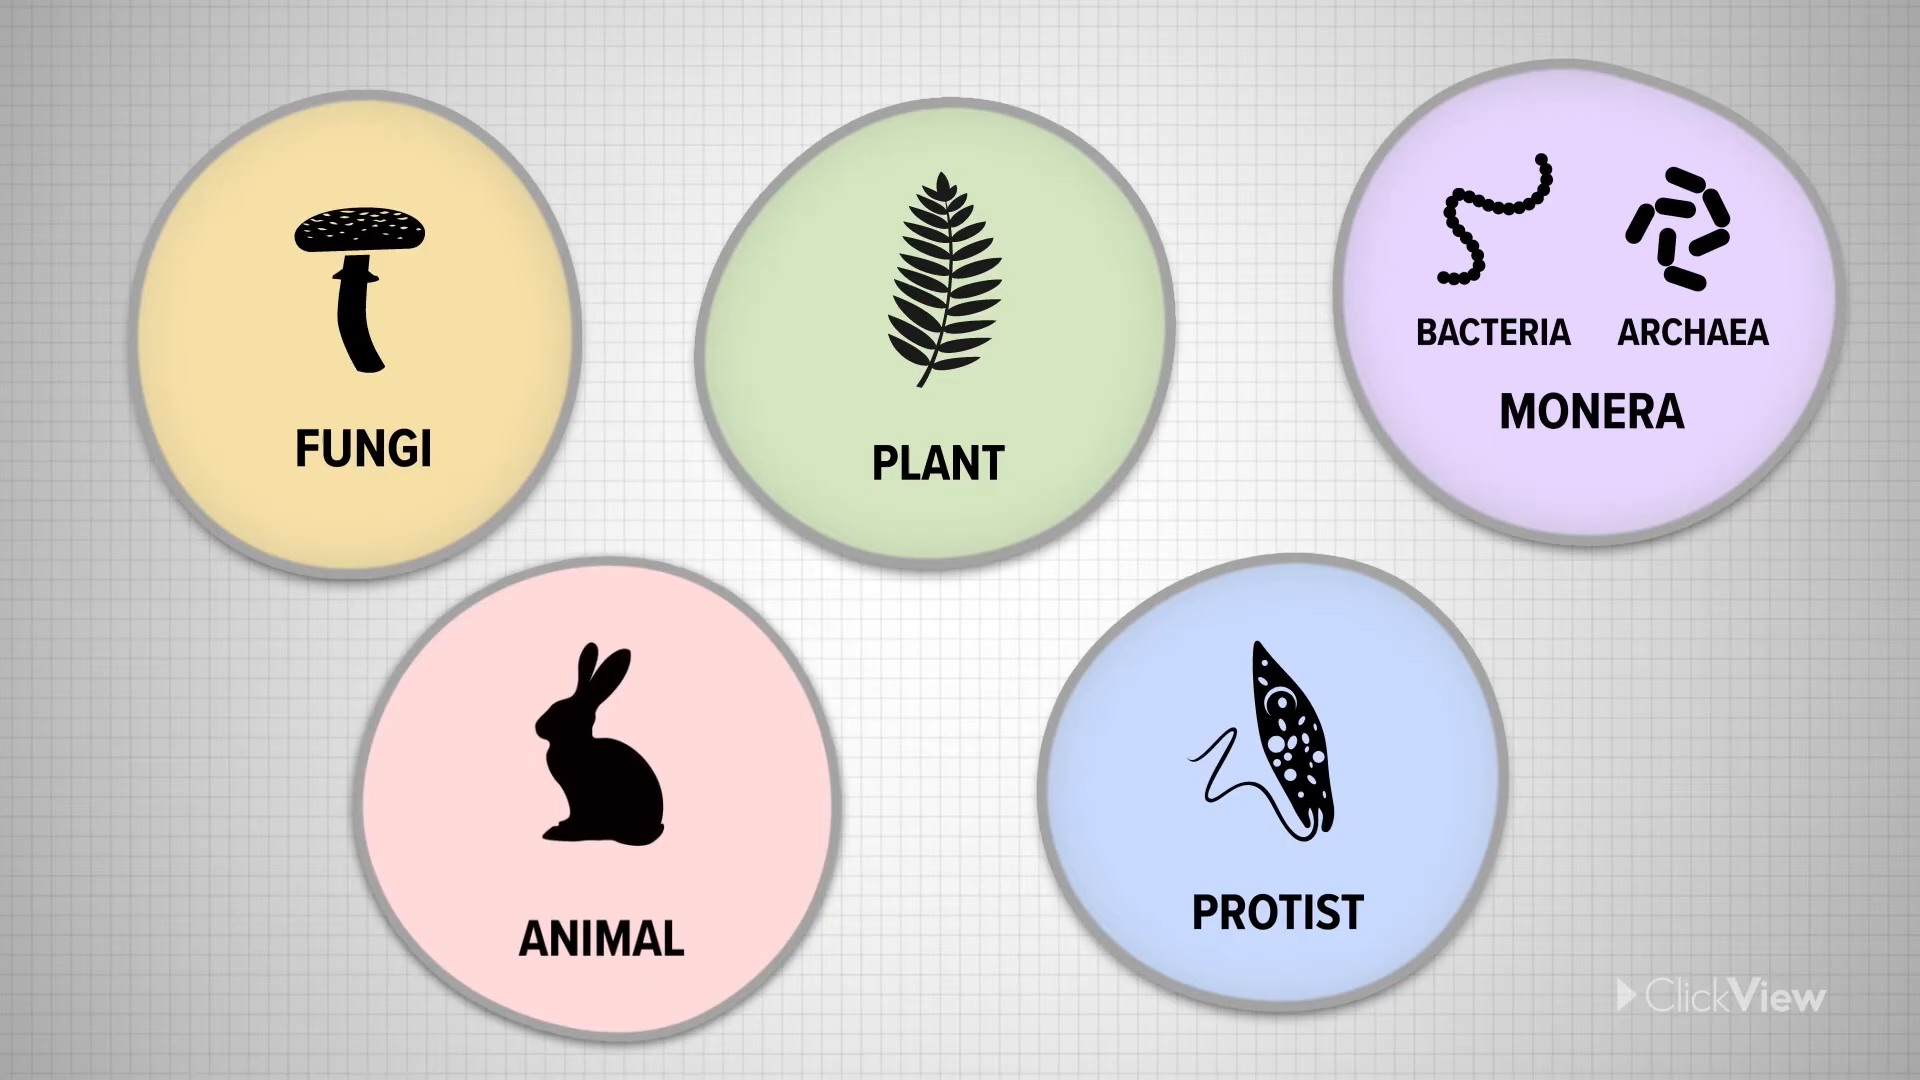 FUNGI
PLANT
BACTERIA ARCHAEA
MONERA
ANIMAL
PROTIST
ClickView